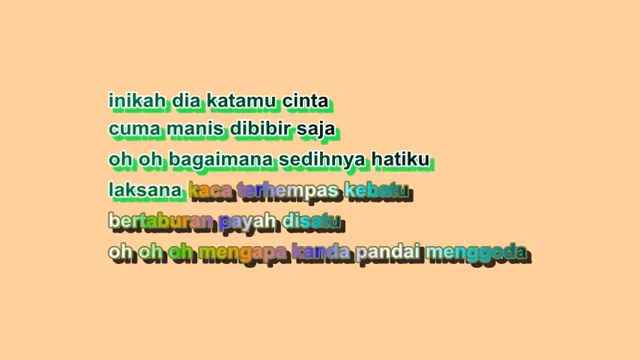 inikah dia katamu cinta
cuma manis dibibir saja
oh oh bagaimana sedihnya hatiku
laksana kaca terhempas kebatu
bertaburan payah disatu
oh oh oh mengapa kanda pandai menggoda